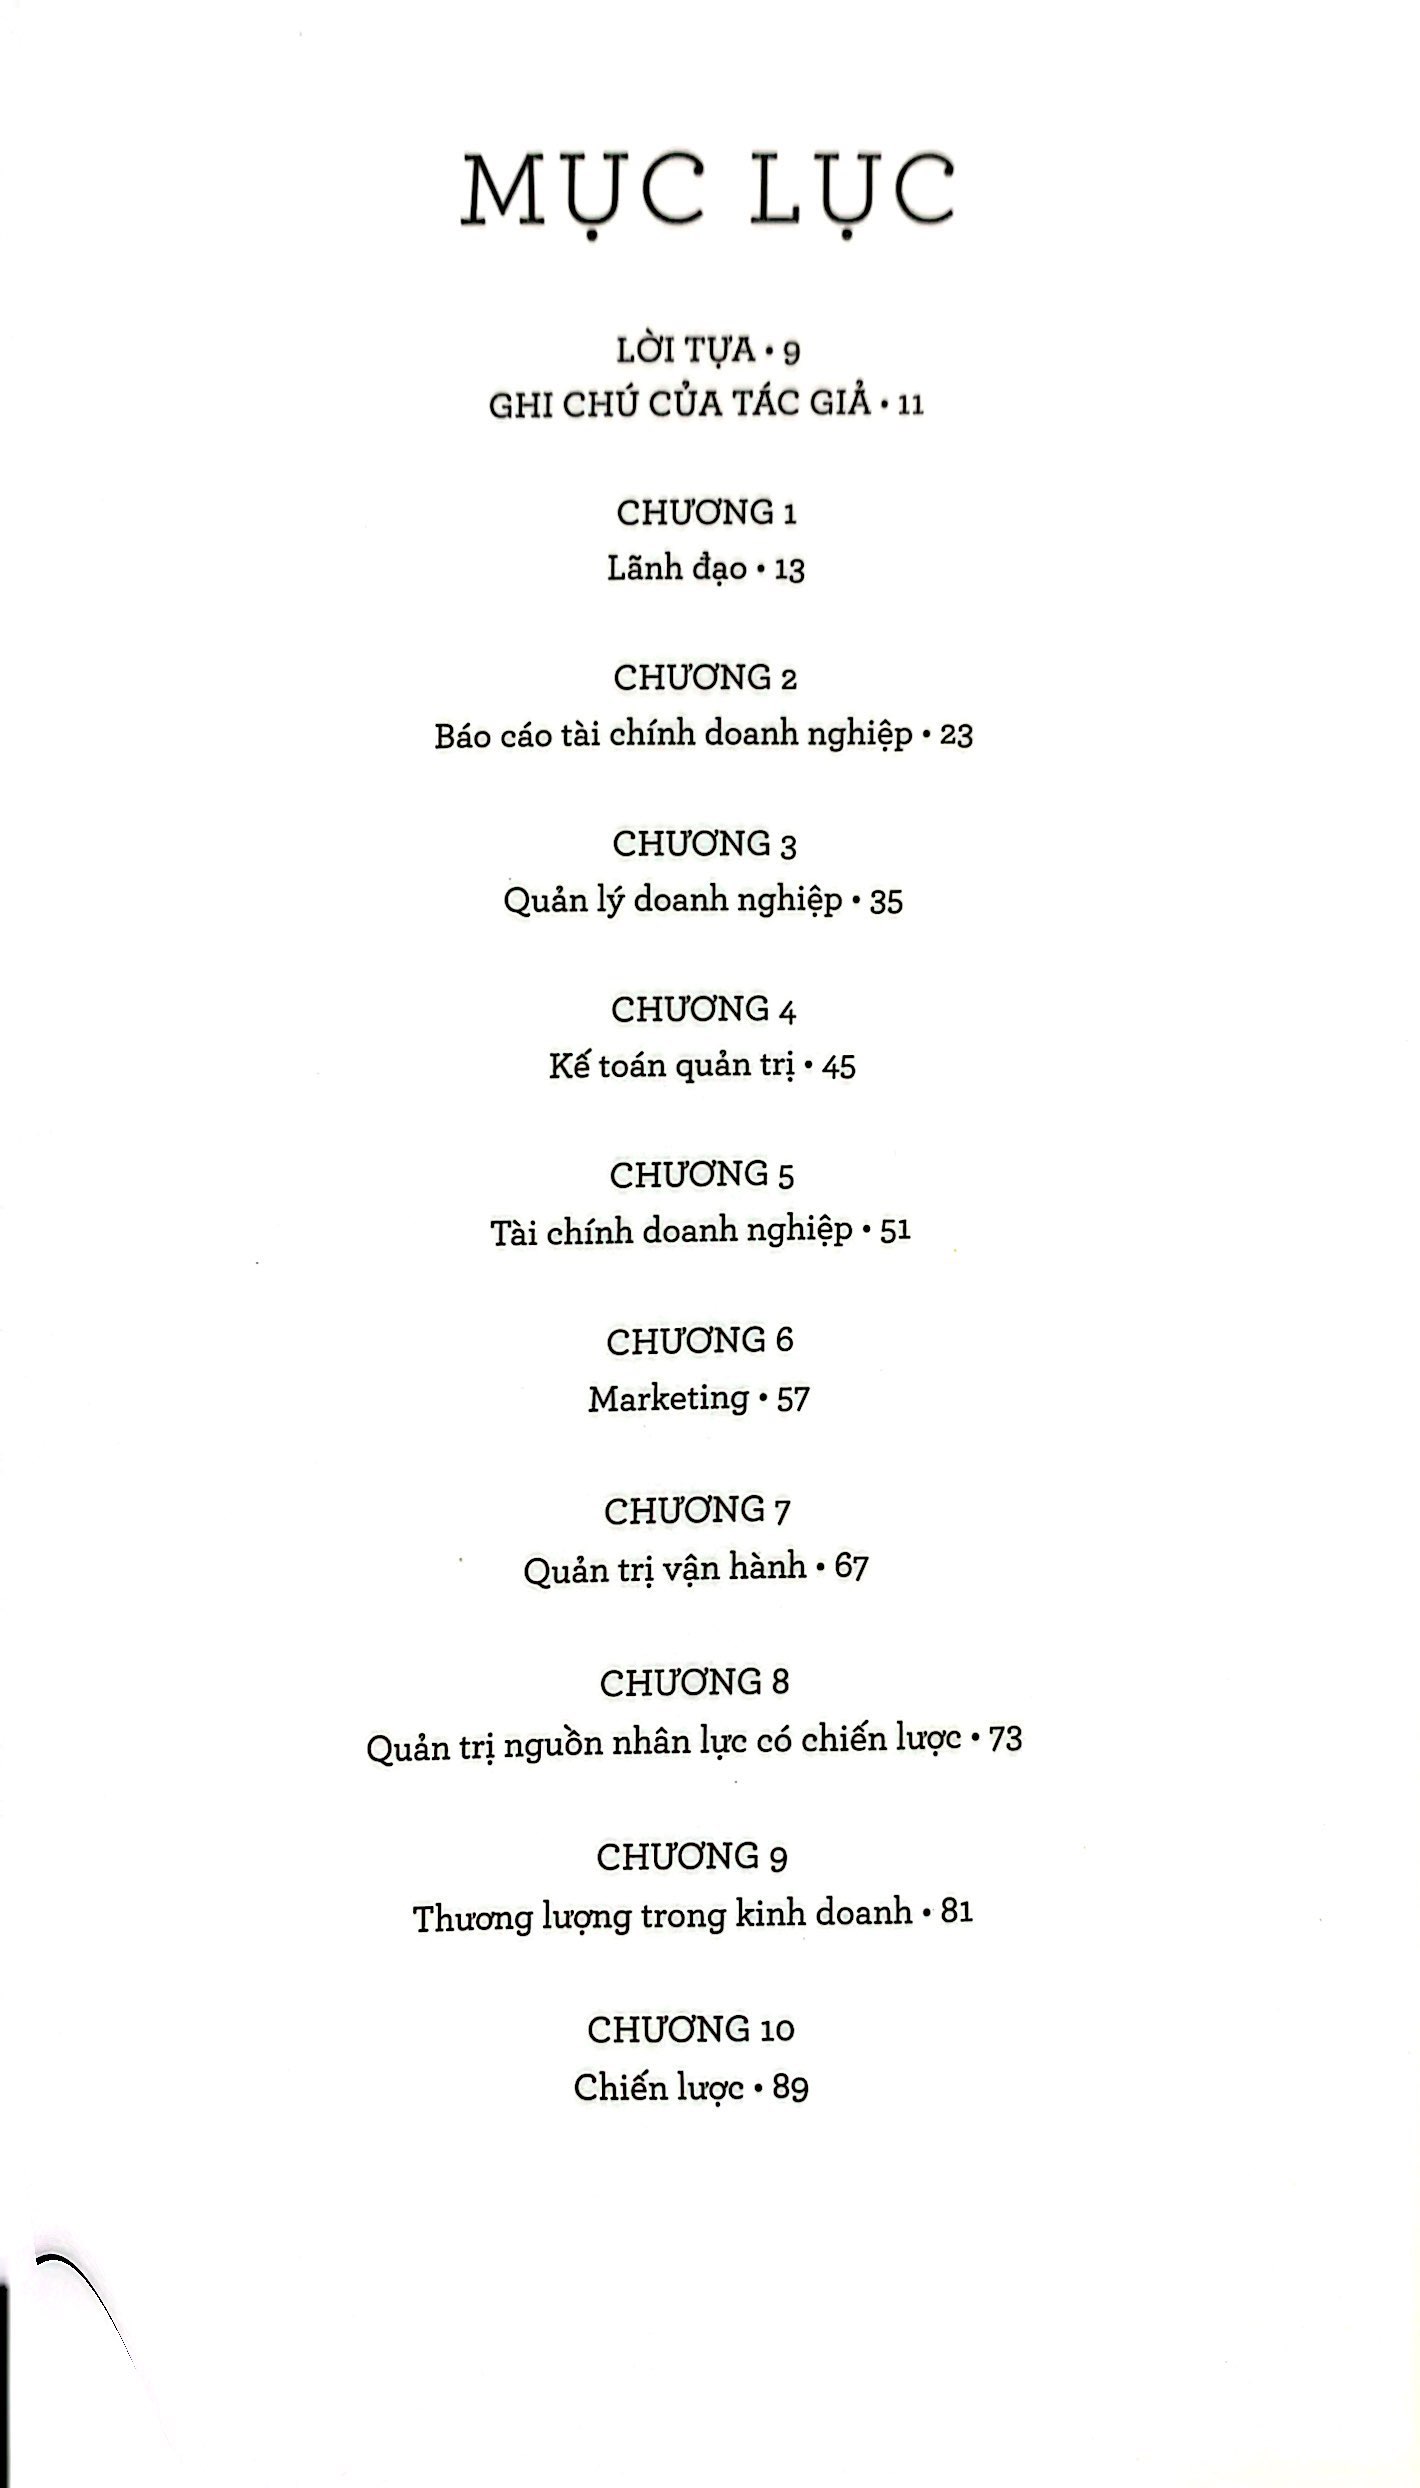 MỤC LỤC
LỜI TỰA • 9
GHI CHÚ CỦA TÁC GIẢ • 11
CHƯƠNG 1
Lãnh đạo • 13
CHƯƠNG 2
Báo cáo tài chính doanh nghiệp • 23
CHƯƠNG 3
Quản lý doanh nghiệp • 35
CHƯƠNG 4
Kế toán quản trị • 45
CHƯƠNG 5
Tài chính doanh nghiệp • 51
CHƯƠNG 6
Marketing • 57
CHƯƠNG 7
Quản trị vận hành • 67
CHƯƠNG 8
Quản trị nguồn nhân lực có chiến lược • 73
CHƯƠNG 9
Thương lượng trong kinh doanh • 81
CHƯƠNG 10
Chiến lược • 89